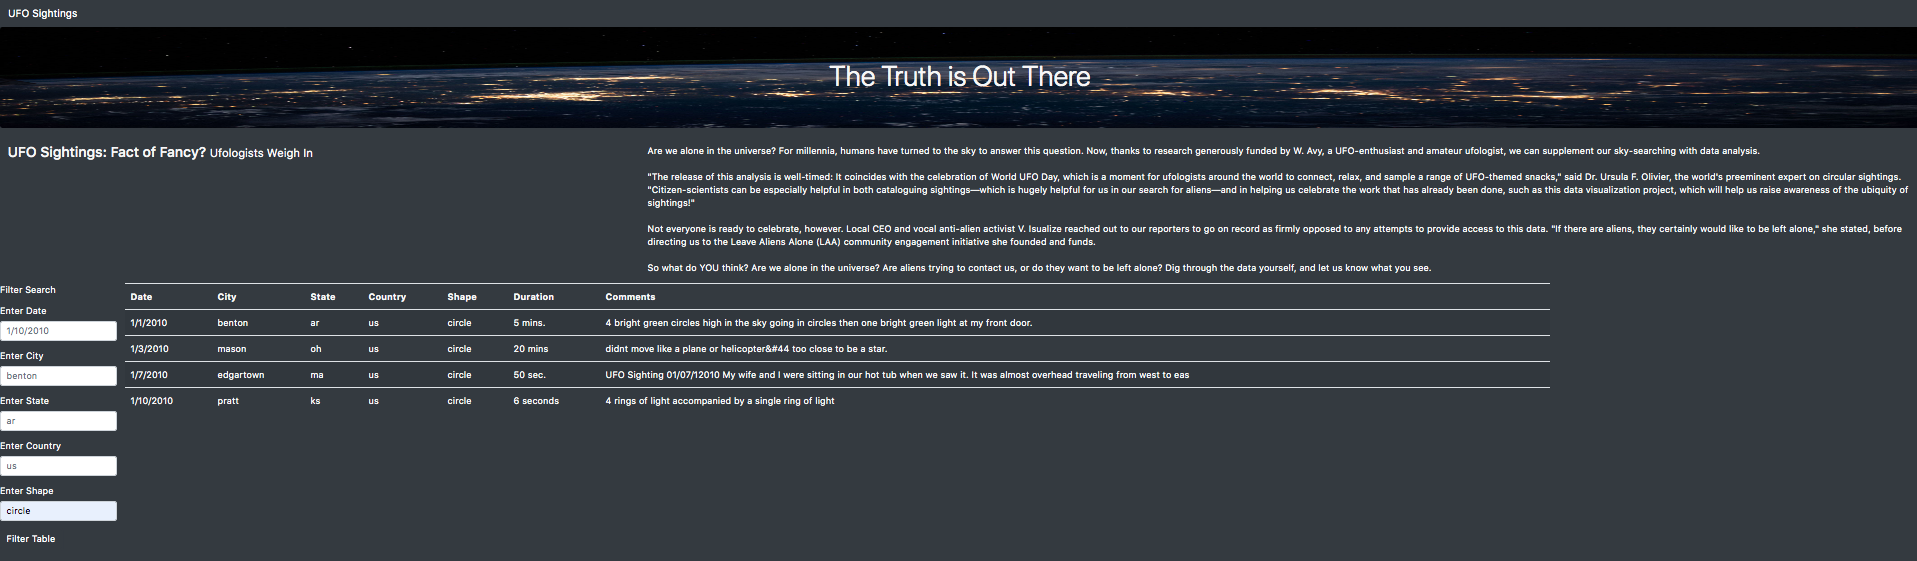 UFO Sightings
The Truth is Out There
UFO Sightings: Fact of Fancy? Ufologists Weigh In
Are we alone in the universe? For millennia, humans have turned to the sky to answer this question. Now, thanks to research generously funded by W. Avy, a UFO-enthusiast and amateur ufologist, we can supplement our sky-searching with data analysis.
"The release of this analysis is well-timed: It coincides with the celebration of World UFO Day, which is a moment for ufologists around the world to connect, relax, and sample a range of UFO-themed snacks," said Dr. Ursula F. Olivier, the world's preeminent expert on circular sightings.
"Citizen-scientists can be especially helpful in both cataloguing sightings—which is hugely helpful for us in our search for aliens—and in helping us celebrate the work that has already been done, such as this data visualization project, which will help us raise awareness of the ubiquity of
sightings!"
Not everyone is ready to celebrate, however. Local CEO and vocal anti-alien activist V. Isualize reached out to our reporters to go on record as firmly opposed to any attempts to provide access to this data. "If there are aliens, they certainly would like to be left alone," she stated, before
directing us to the Leave Aliens Alone (LAA) community engagement initiative she founded and funds.
So what do YOU think? Are we alone in the universe? Are aliens trying to contact us, or do they want to be left alone? Dig through the data yourself, and let us know what you see.
Filter Search
Enter Date
1/10/2010
Enter City
benton
Enter State
ar
Enter Country
us
Enter Shape
circle
Filter Table
Date City State Country Shape Duration Comments
1/1/2010 benton ar us circle 5 mins. 4 bright green circles high in the sky going in circles then one bright green light at my front door.
1/3/2010 mason oh us circle 20 mins didnt move like a plane or helicopter&#44 too close to be a star.
1/7/2010 edgartown ma us circle 50 sec. UFO Sighting 01/07/12010 My wife and I were sitting in our hot tub when we saw it. It was almost overhead traveling from west to eas
1/10/2010 pratt ks us circle 6 seconds 4 rings of light accompanied by a single ring of light